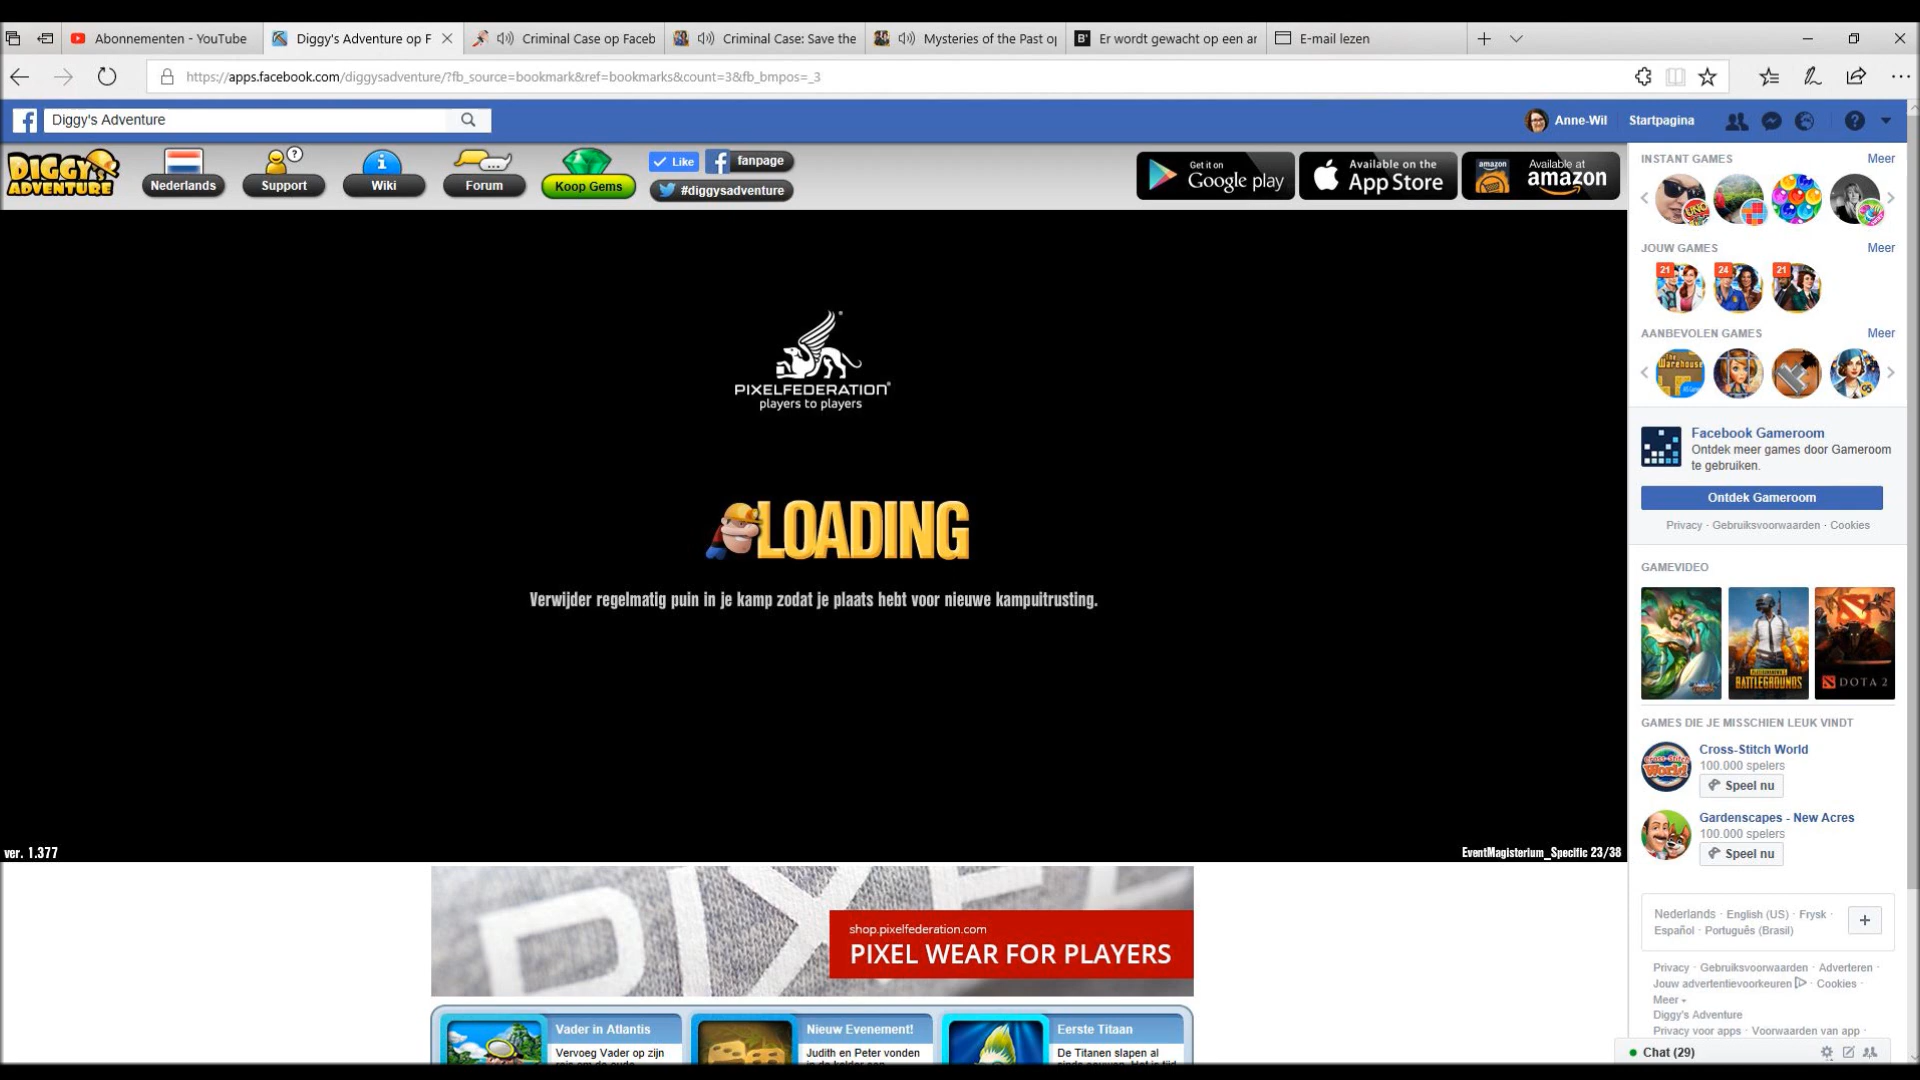 Abonnementen - YouTube
Diggy's Adventure op F
Criminal Case op Faceb
Criminal Case: Save the
Mysteries of the Past op
Er wordt gewacht op een ar
E-mail lezen
https://apps.facebook.com/diggysadventure/?fb_source=bookmark&ref=bookmarks&count=3&fb_bmpos=_3
Diggy's Adventure
Anne-Wil
Startpagina
DIGGY'S ADVENTURE
Nederlands
Support
Wiki
Forum
Koop Gems
Like
fanpage
#diggysadventure
Get it on
Google play
Available on the
App Store
amazon
Available at
amazon
INSTANT GAMES
Meer
JOUW GAMES
Meer
21
24
21
AANBEVOLEN GAMES
Meer
PIXELFEDERATION
players to players
LOADING
Verwijder regelmatig puin in je kamp zodat je plaats hebt voor nieuwe kampuitrusting.
ver. 1.377
EventMagisterium_Specific 23/38
Facebook Gameroom
Ontdek meer games door Gameroom
te gebruiken.
Ontdek Gameroom
Privacy · Gebruiksvoorwaarden · Cookies
GAMEVIDEO
BATTLEGROUNDS
DOTA 2
GAMES DIE JE MISSCHIEN LEUK VINDT
Cross-Stitch World
100.000 spelers
Speel nu
Gardenscapes - New Acres
100.000 spelers
Speel nu
shop.pixelfederation.com
PIXEL WEAR FOR PLAYERS
Vader in Atlantis
Vervoeg Vader op zijn
Nieuw Evenement!
Judith en Peter vonden
Eerste Titaan
De Titanen slapen al
Nederlands · English (US) · Frysk ·
Español · Português (Brasil)
Privacy · Gebruiksvoorwaarden · Adverteren ·
Jouw advertentievoorkeuren · Cookies ·
Meer
Diggy's Adventure
Privacy voor apps · Voorwaarden van app ·
Chat (29)